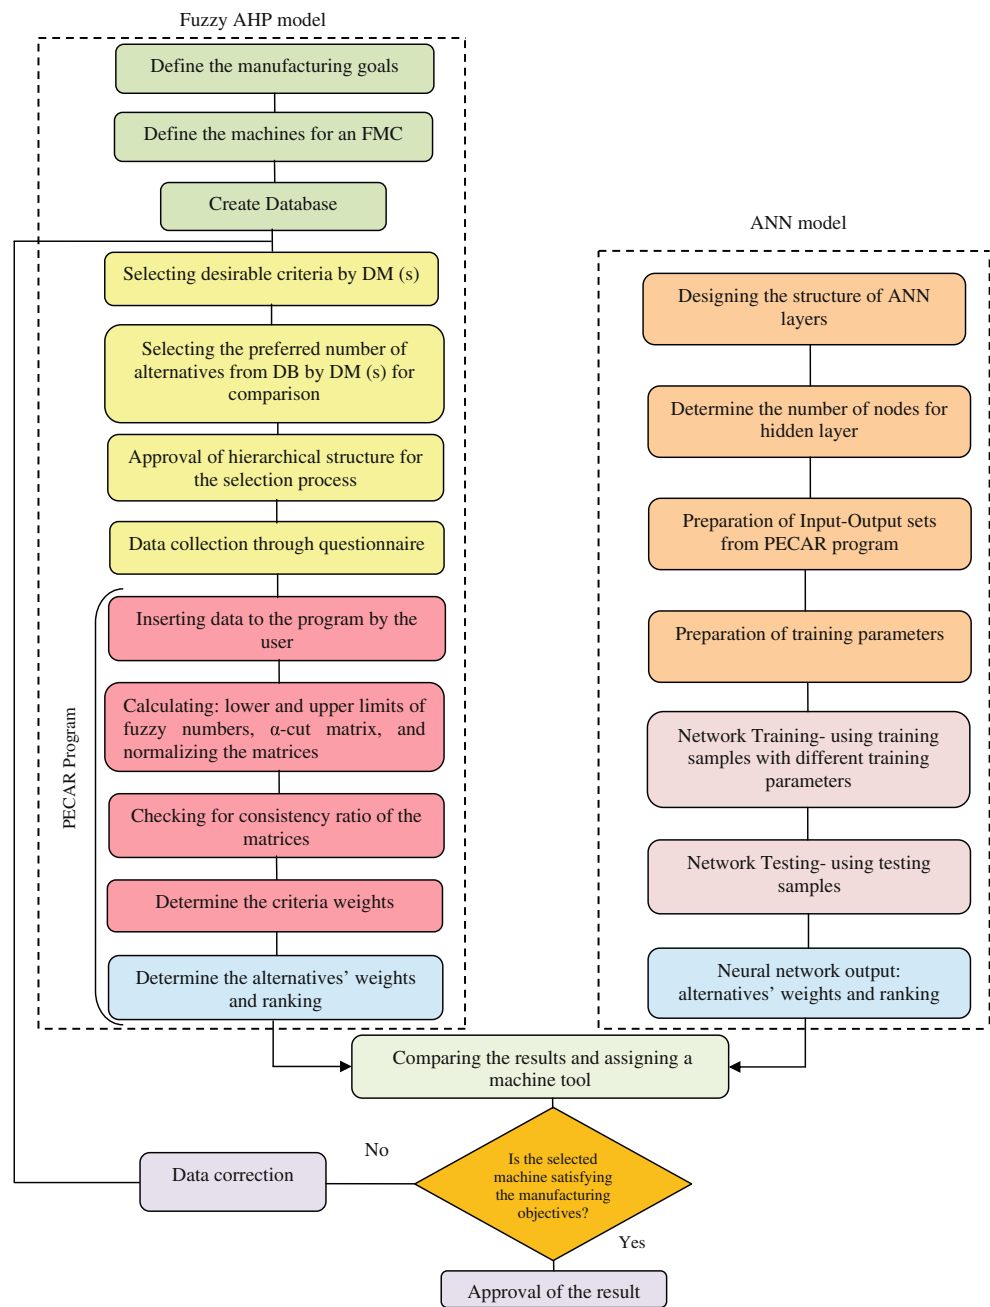 Fuzzy AHP model
Define the manufacturing goals
Define the machines for an FMC
Create Database
Selecting desirable criteria by DM (s)
Selecting the preferred number of
alternatives from DB by DM (s) for
comparison
Approval of hierarchical structure for
the selection process
Data collection through questionnaire
PECAR Program
Inserting data to the program by the
user
Calculating: lower and upper limits of
fuzzy numbers, α-cut matrix, and
normalizing the matrices
Checking for consistency ratio of the
matrices
Determine the criteria weights
Determine the alternatives’ weights
and ranking
ANN model
Designing the structure of ANN
layers
Determine the number of nodes for
hidden layer
Preparation of Input-Output sets
from PECAR program
Preparation of training parameters
Network Training- using training
samples with different training
parameters
Network Testing- using testing
samples
Neural network output:
alternatives’ weights and ranking
Comparing the results and assigning a
machine tool
Is the selected
machine satisfying
the manufacturing
objectives?
No
Data correction
Yes
Approval of the result